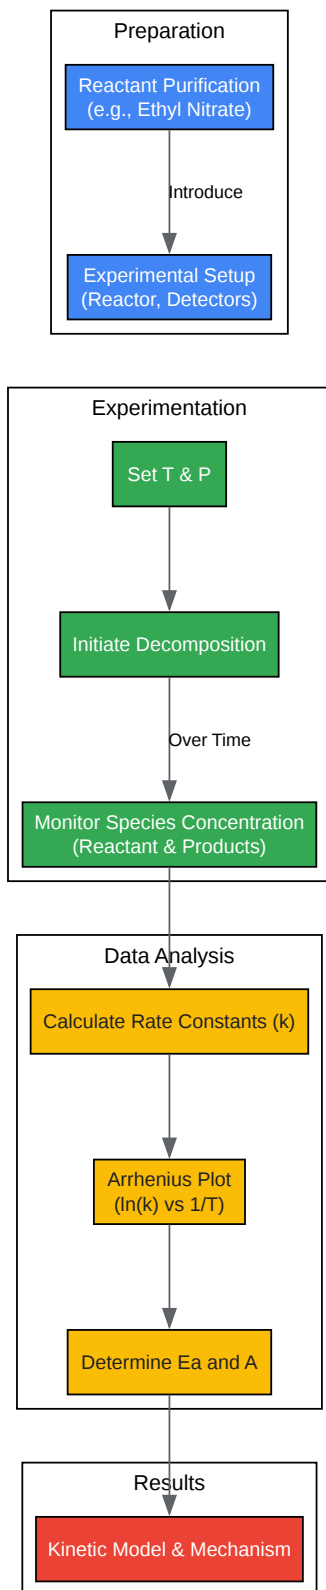 Preparation
Reactant Purification
(e.g., Ethyl Nitrate)
Introduce
Experimental Setup
(Reactor, Detectors)
Experimentation
Set T & P
Initiate Decomposition
Over Time
Monitor Species Concentration
(Reactant & Products)
Data Analysis
Calculate Rate Constants (k)
Arrhenius Plot
(ln(k) vs 1/T)
Determine Ea and A
Results
Kinetic Model & Mechanism